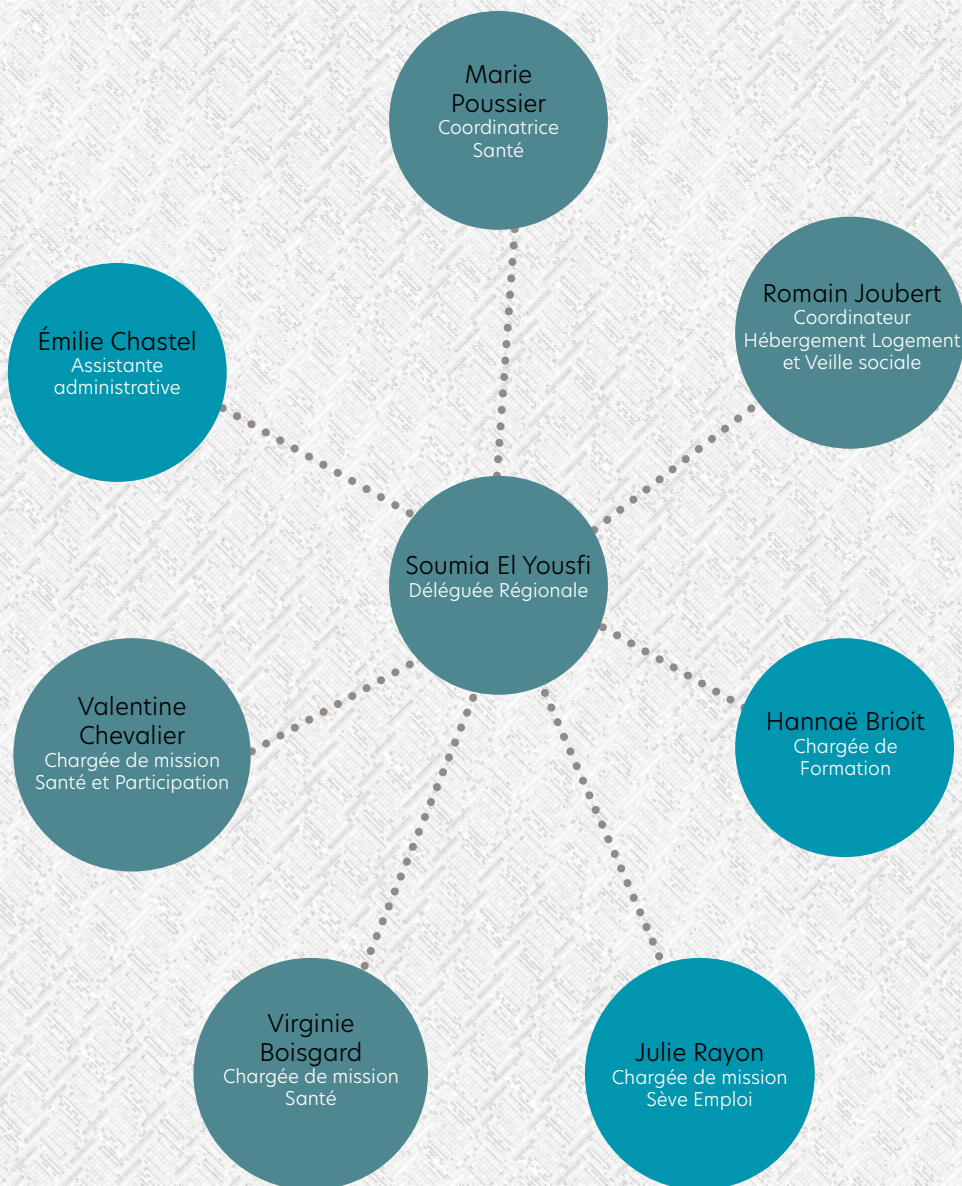 Marie
Poussier
Coordinatrice
Santé
Romain Joubert
Coordinateur
Hébergement Logement
et Veille sociale
Émilie Chastel
Assistante
administrative
Soumia El Yousfi
Déléguée Régionale
Valentine
Chevalier
Chargée de mission
Santé et Participation
Hannaë Brioit
Chargée de
Formation
Virginie
Boisgard
Chargée de mission
Santé
Julie Rayon
Chargée de mission
Sève Emploi